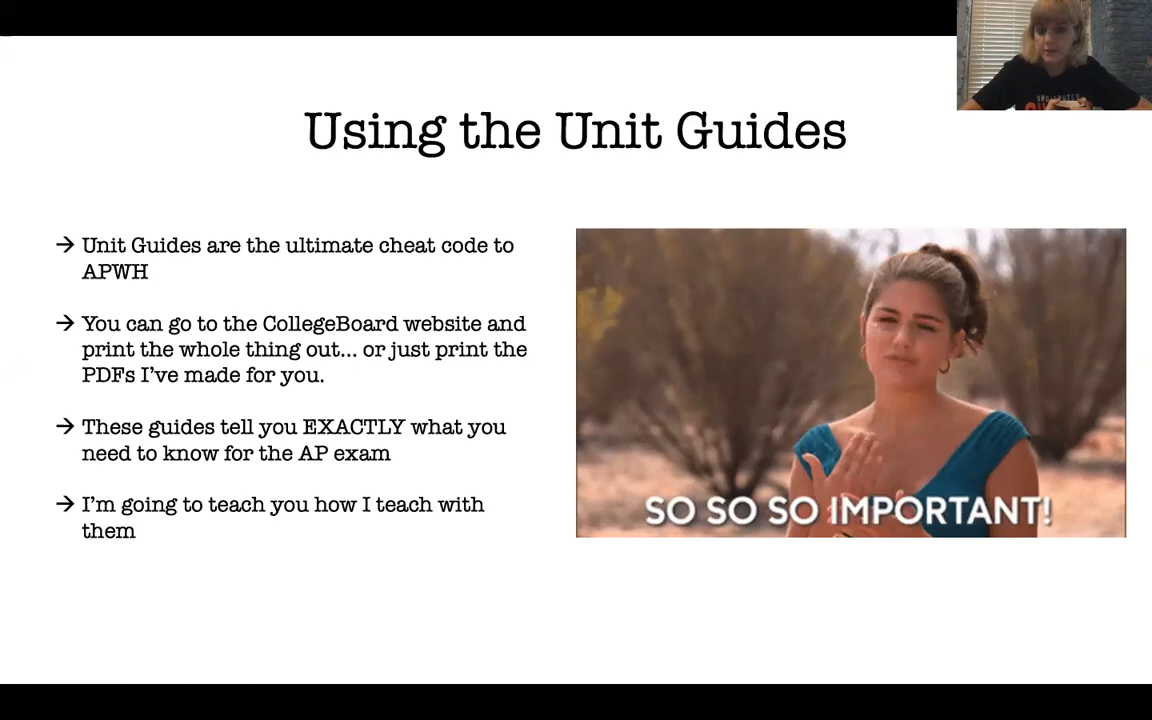 Using the Unit Guides
→ Unit Guides are the ultimate cheat code to
APWH
→ You can go to the CollegeBoard website and
print the whole thing out... or just print the
PDFs I've made for you.
→ These guides tell you EXACTLY what you
need to know for the AP exam
→ I'm going to teach you how I teach with
them
SO SO SO IMPORTANT!